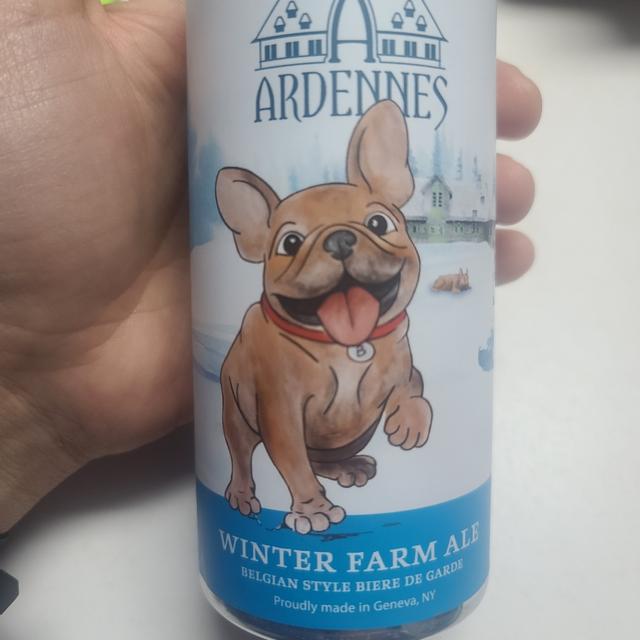 ARDENNES
B
WINTER FARM ALE
BELGIAN STYLE BIERE DE GARDE
Proudly made in Geneva, NY